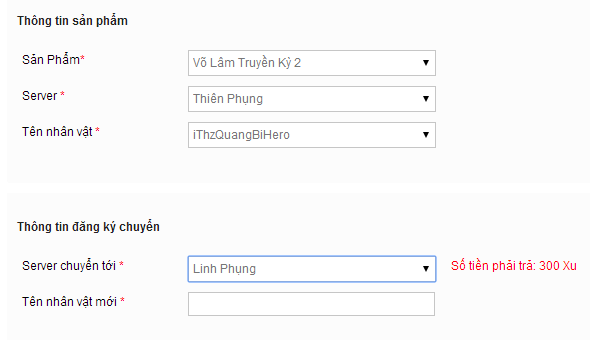 Thông tin sản phẩm
Sản Phẩm*
Võ Lâm Truyền Kỳ 2
Server *
Thiên Phụng
Tên nhân vật *
iThzQuangBiHero
Thông tin đăng ký chuyển
Server chuyển tới *
Linh Phụng
Số tiền phải trả: 300 Xu
Tên nhân vật mới *